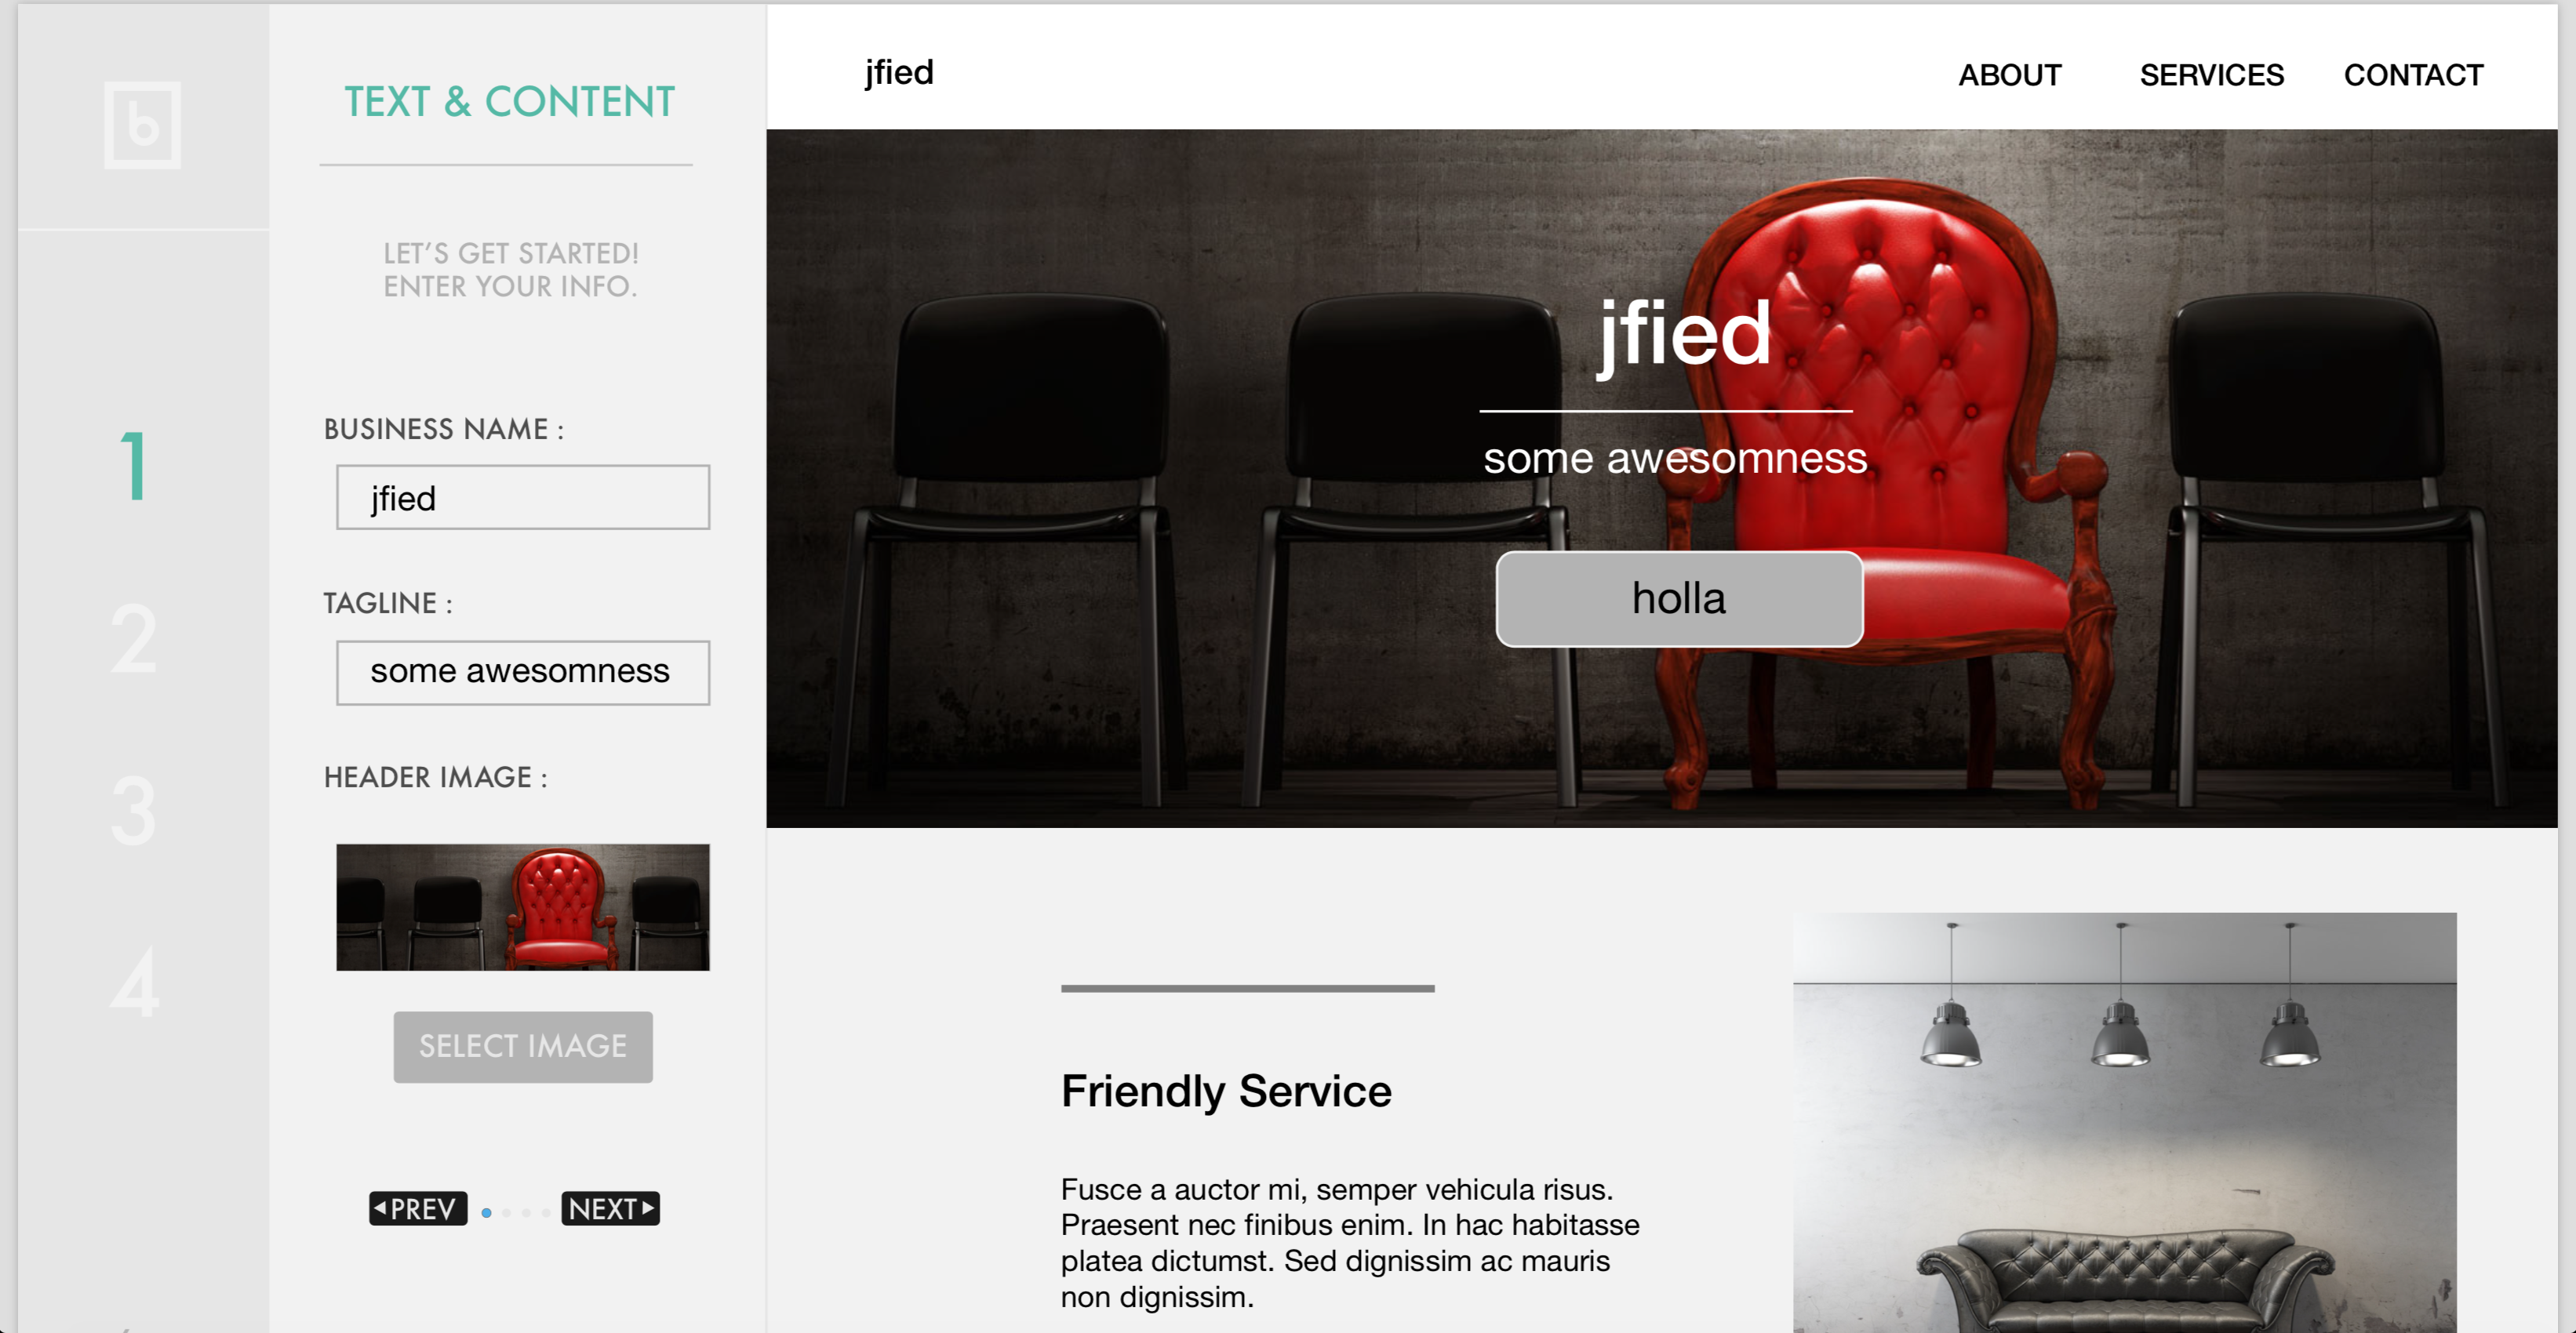 b
TEXT & CONTENT
LET'S GET STARTED!
ENTER YOUR INFO.
1
2
3
4
BUSINESS NAME :
jfied
TAGLINE :
some awesomness
HEADER IMAGE :
SELECT IMAGE
PREV
NEXT
jfied
ABOUT
SERVICES
CONTACT
jfied
some awesomness
holla
Friendly Service
Fusce a auctor mi, semper vehicula risus.
Praesent nec finibus enim. In hac habitasse
platea dictumst. Sed dignissim ac mauris
non dignissim.